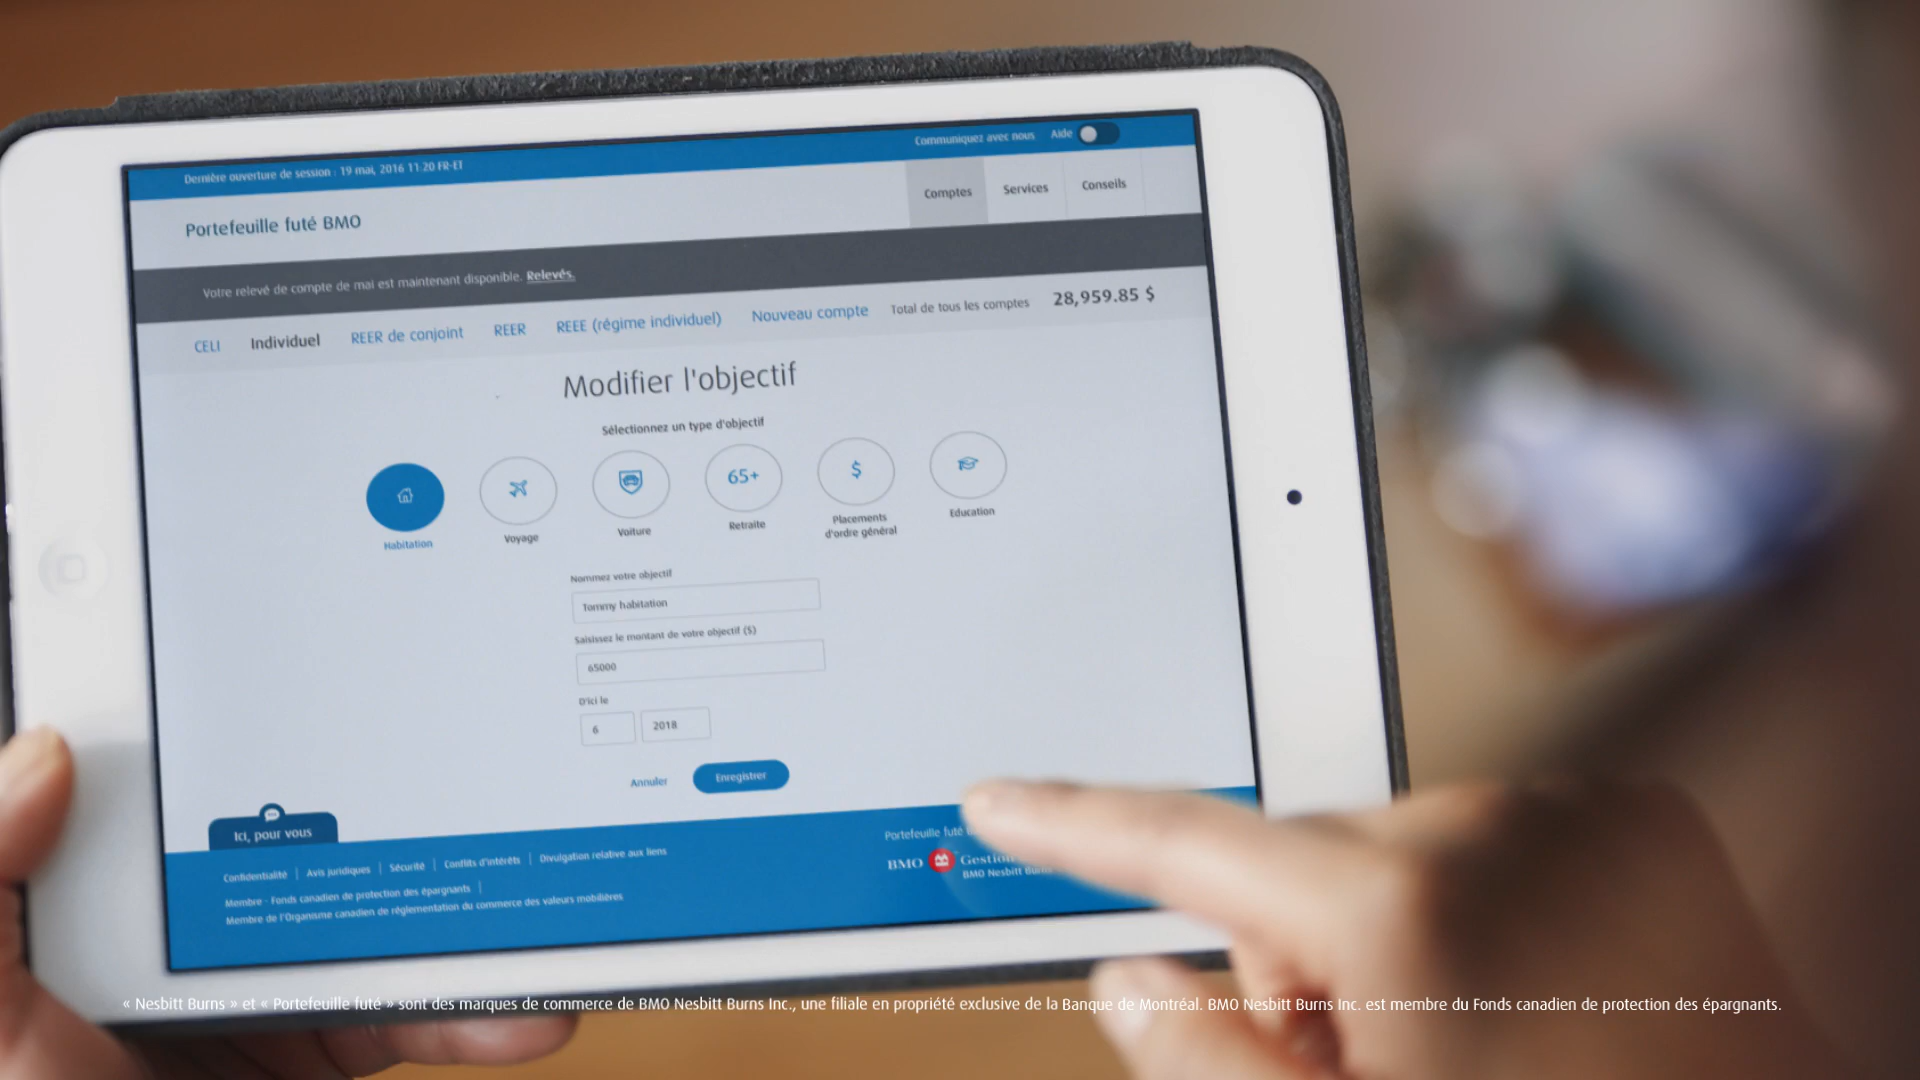 Dernière ouverture de session : 19 mai, 2016 11:20 FR-ET
Communiquez avec nous Aide
Portefeuille futé BMO
Comptes Services Conseils
Votre relevé de compte de mai est maintenant disponible. Relevés.
CELI Individuel REER de conjoint REER REEE (régime individuel) Nouveau compte Total de tous les comptes 28,959.85 $
Modifier l'objectif
Sélectionnez un type d'objectif
65+
$
Habitation
Voyage
Voiture
Retraite
Placements
d'ordre général
Education
Nommez votre objectif
Tommy habitation
Saisissez le montant de votre objectif ($)
65000
D'ici le
6 2018
Annuler Enregistrer
Ici, pour vous
Confidentialité | Avis juridiques | Sécurité | Conflits d'intérêts | Divulgation relative aux liens
Membre - Fonds canadien de protection des épargnants |
Membre de l'Organisme canadien de réglementation du commerce des valeurs mobilières
Portefeuille futé
BMO Gestion
BMO Nesbitt Burns
« Nesbitt Burns » et « Portefeuille futé » sont des marques de commerce de BMO Nesbitt Burns Inc., une filiale en propriété exclusive de la Banque de Montréal. BMO Nesbitt Burns Inc. est membre du Fonds canadien de protection des épargnants.